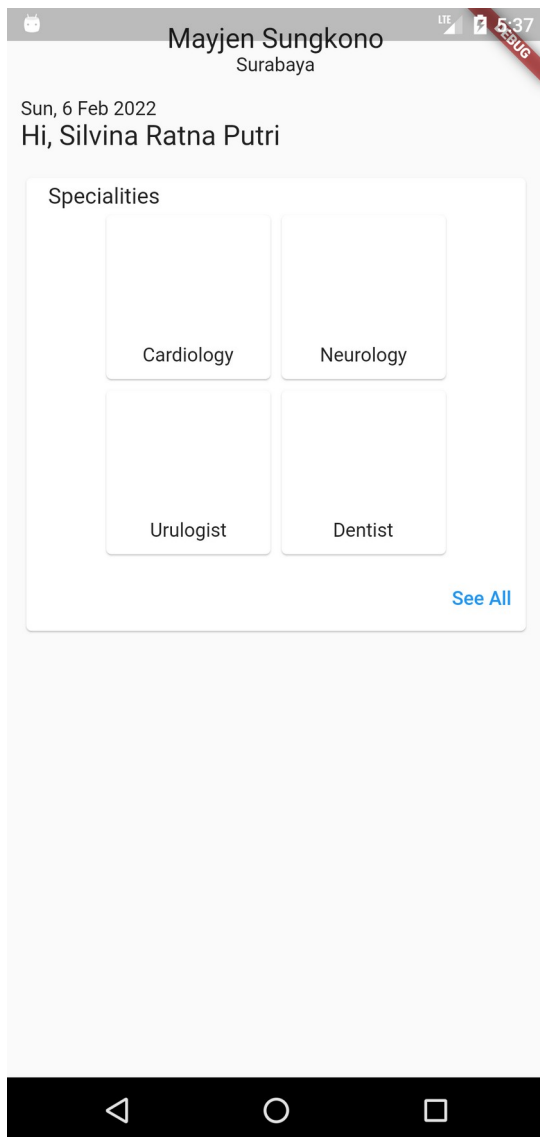 LTE 5:37
DEBUG
Mayjen Sungkono
Surabaya
Sun, 6 Feb 2022
Hi, Silvina Ratna Putri
Specialities
Cardiology Neurology
Urulogist Dentist
See All